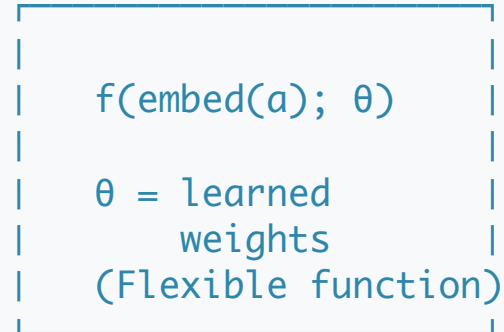 f(embed(a); θ)
θ = learned
weights
(Flexible function)